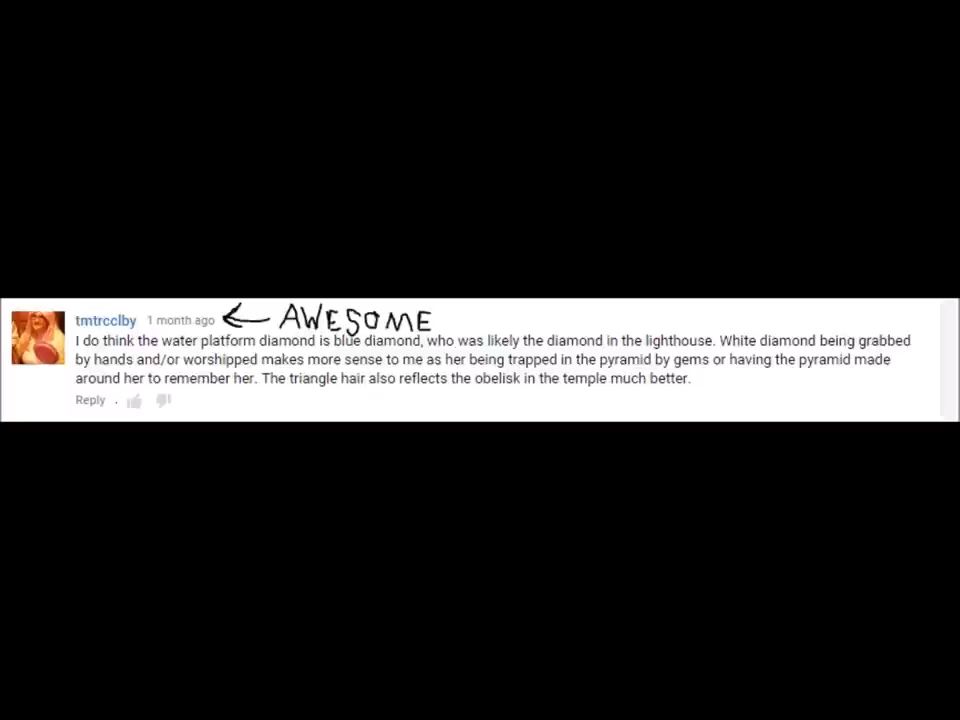 tmtrcclby 1 month ago ← AWESOME
I do think the water platform diamond is blue diamond, who was likely the diamond in the lighthouse. White diamond being grabbed
by hands and/or worshipped makes more sense to me as her being trapped in the pyramid by gems or having the pyramid made
around her to remember her. The triangle hair also reflects the obelisk in the temple much better.
Reply .